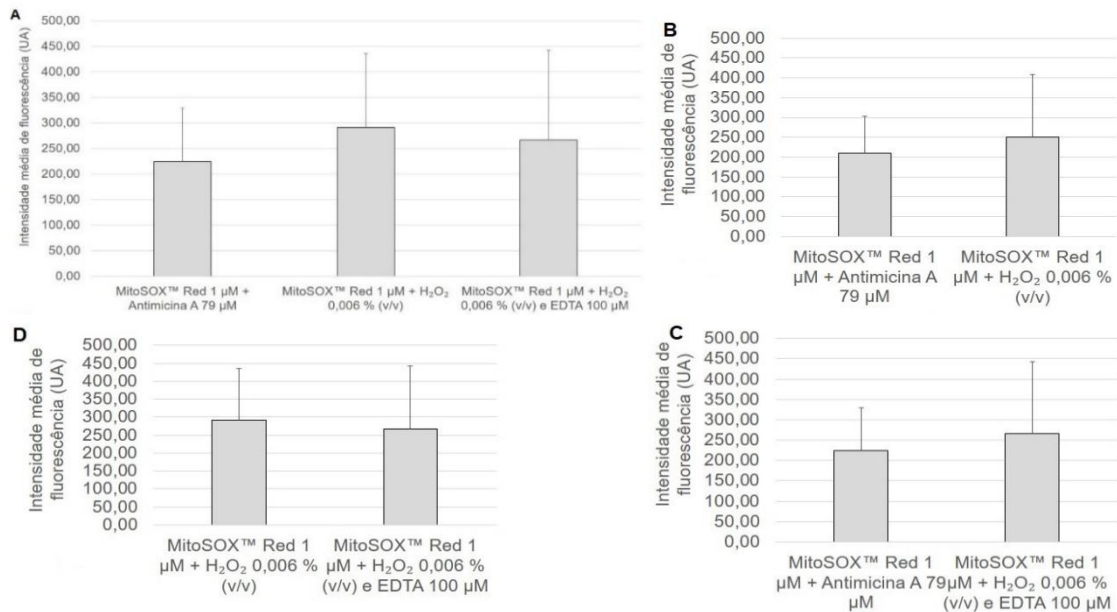 A
Intensidade média de fluorescência (UA)
500,00
450,00
400,00
350,00
300,00
250,00
200,00
150,00
100,00
50,00
0,00
MitoSOX™ Red 1 µM +
Antimicina A 79 µM
MitoSOX™ Red 1 µM + H₂O₂
0,006 % (v/v)
MitoSOX™ Red 1 µM + H₂O₂
0,006 % (v/v) e EDTA 100 µM
B
Intensidade média de
fluorescência (UA)
500,00
450,00
400,00
350,00
300,00
250,00
200,00
150,00
100,00
50,00
0,00
MitoSOX™ Red 1
µM + Antimicina A
79 µM
MitoSOX™ Red 1
µM + H₂O₂ 0,006 %
(v/v)
D
Intensidade média de
fluorescência (UA)
500,00
450,00
400,00
350,00
300,00
250,00
200,00
150,00
100,00
50,00
0,00
MitoSOX™ Red 1
µM + H₂O₂ 0,006 %
(v/v)
MitoSOX™ Red 1
µM + H₂O₂ 0,006 %
(v/v) e EDTA 100 µM
C
Intensidade média de
fluorescência (UA)
500,00
450,00
400,00
350,00
300,00
250,00
200,00
150,00
100,00
50,00
0,00
MitoSOX™ Red 1
µM + Antimicina A 79
µM
MitoSOX™ Red 1
µM + H₂O₂ 0,006 %
(v/v) e EDTA 100 µM